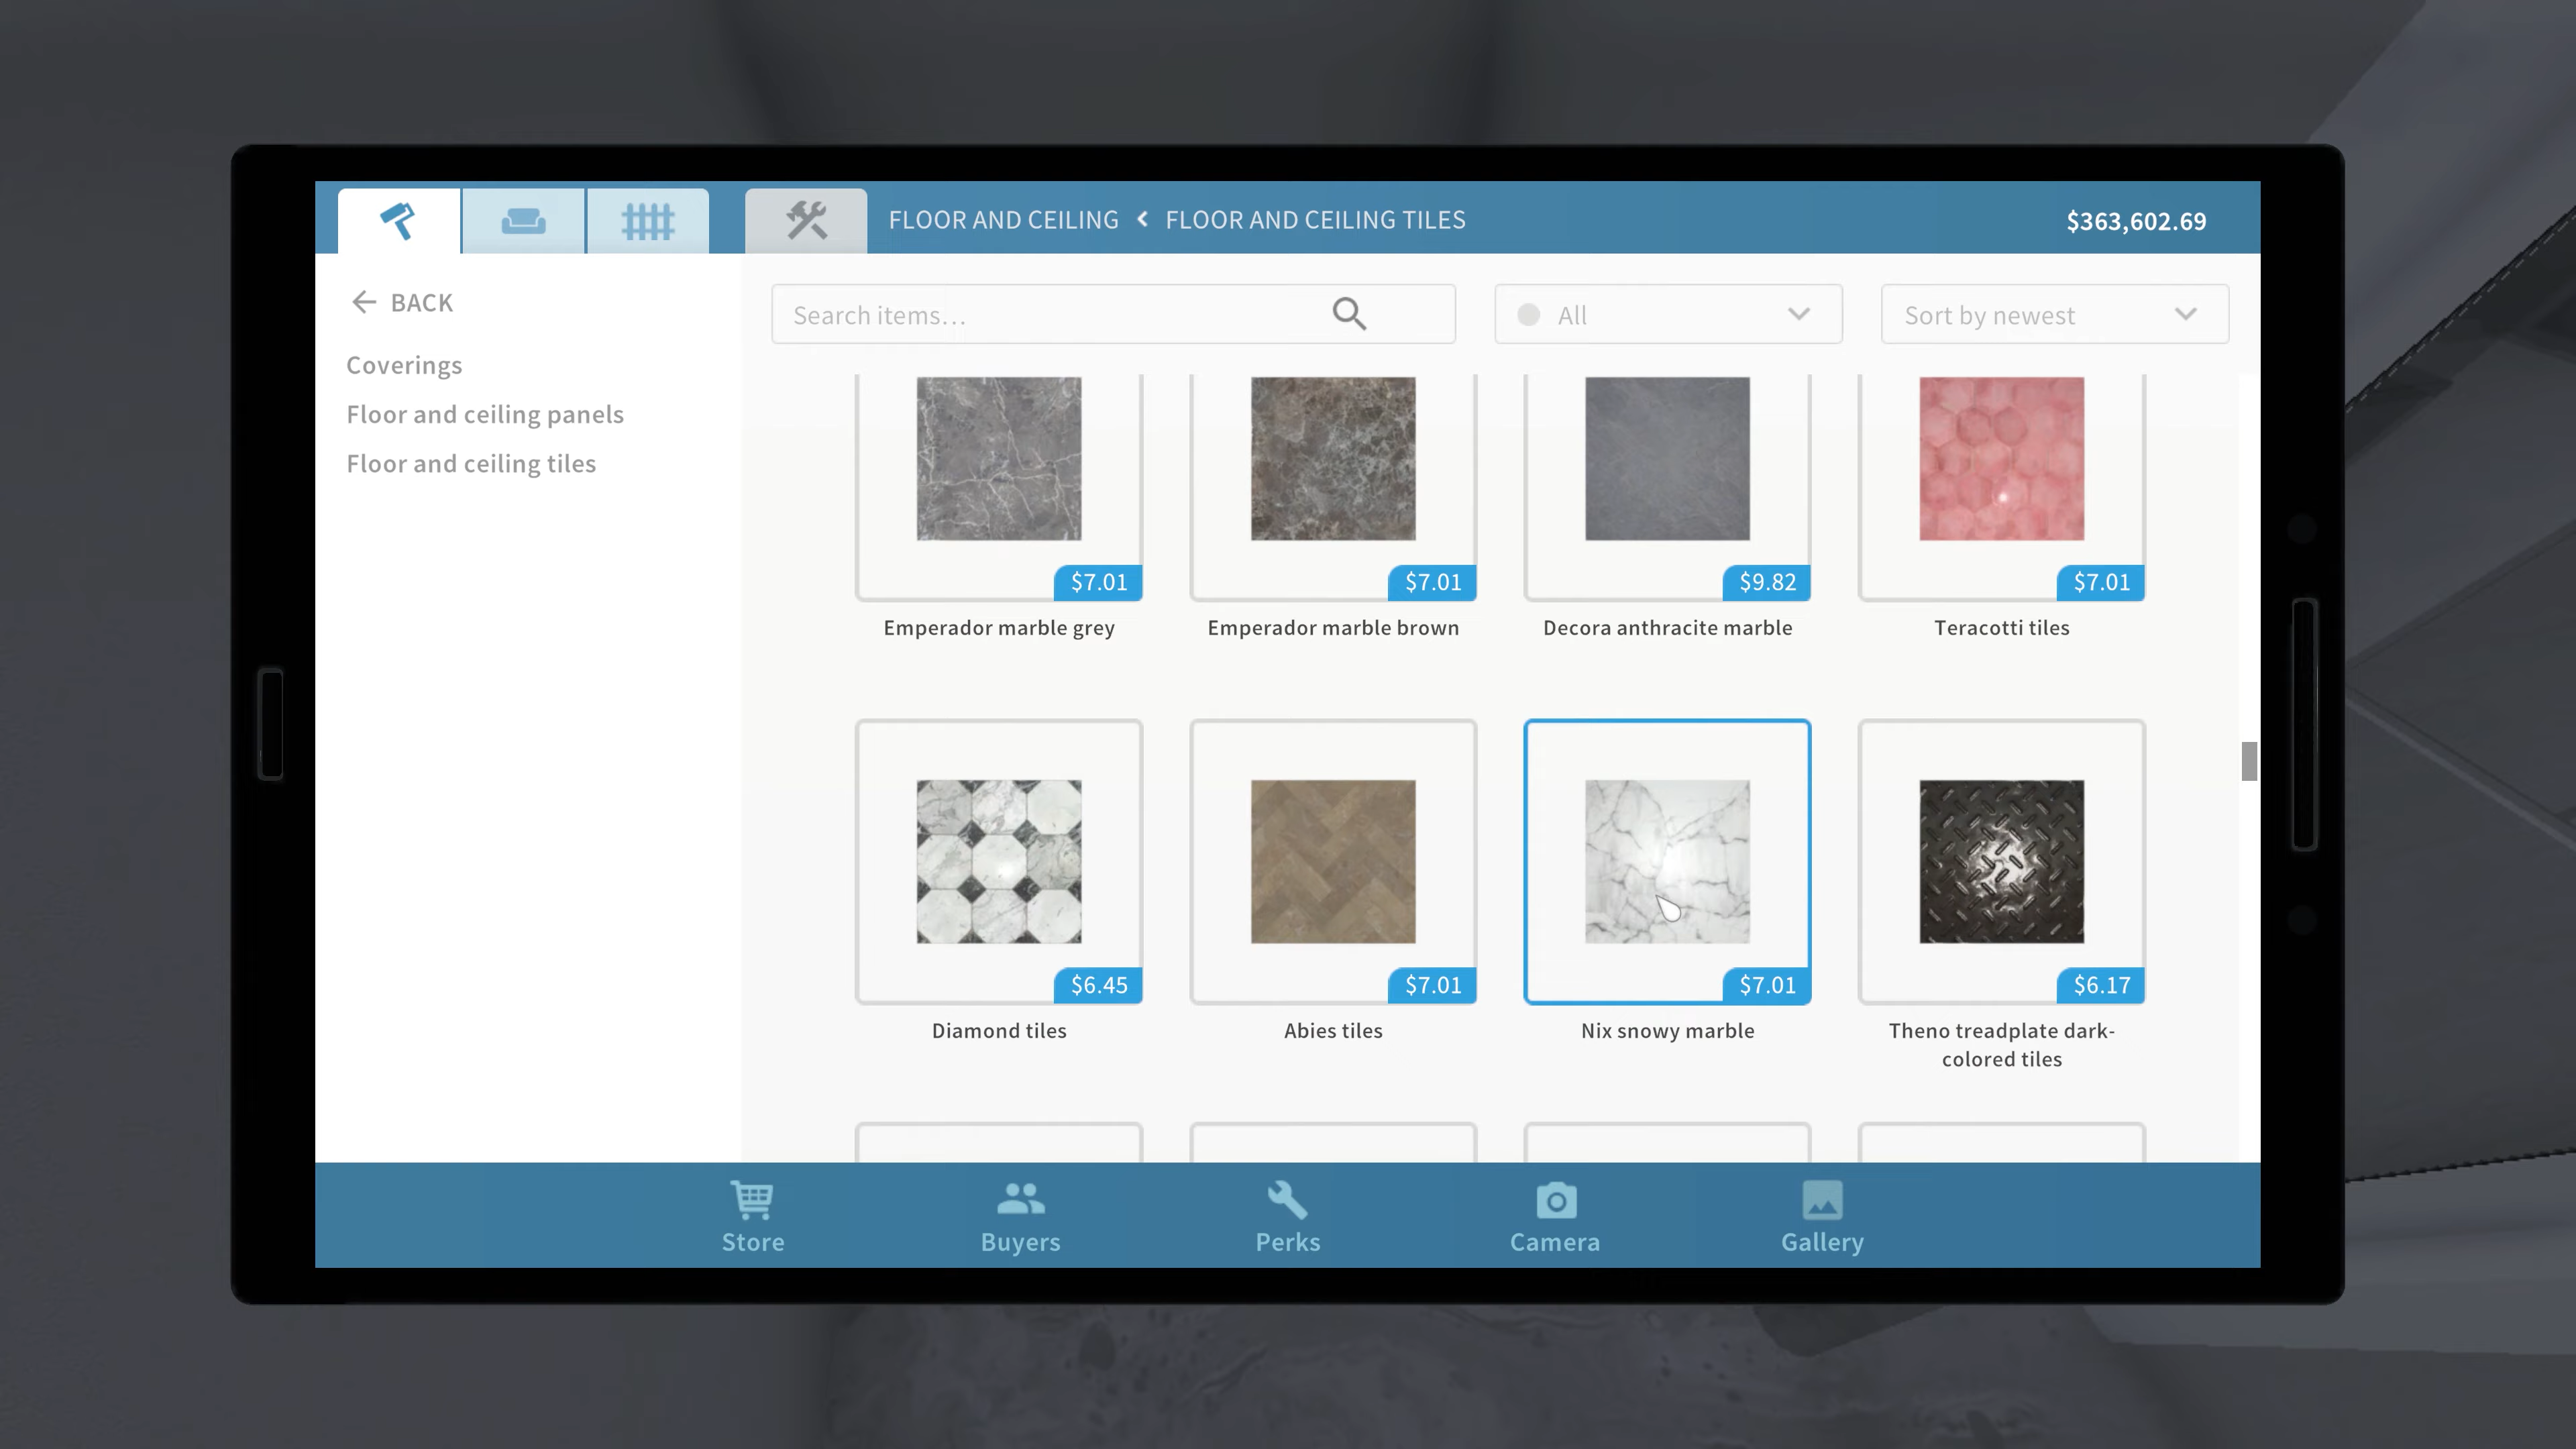 FLOOR AND CEILING < FLOOR AND CEILING TILES
$363,602.69
BACK
Coverings
Floor and ceiling panels
Floor and ceiling tiles
Search items...
All
Sort by newest
$7.01
$7.01
$9.82
$7.01
Emperador marble grey
Emperador marble brown
Decora anthracite marble
Teracotti tiles
$6.45
$7.01
$7.01
$6.17
Diamond tiles
Abies tiles
Nix snowy marble
Theno treadplate dark-
colored tiles
Store
Buyers
Perks
Camera
Gallery